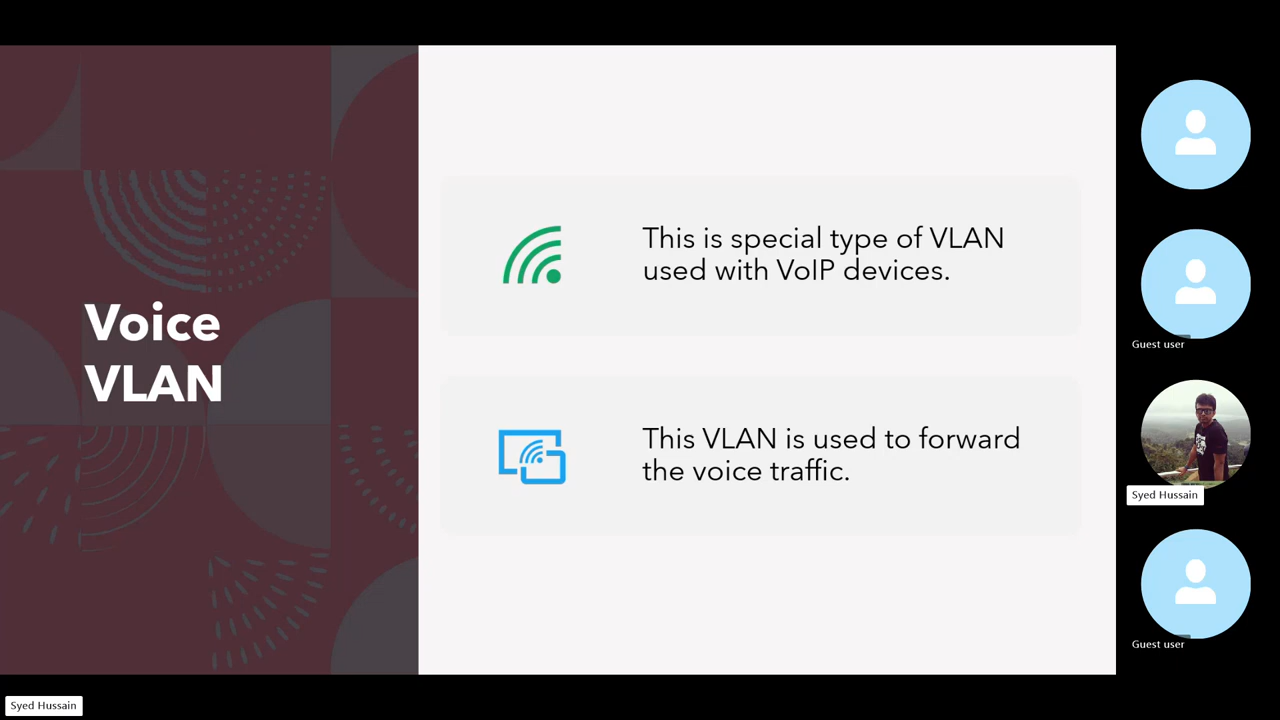 Voice
VLAN
This is special type of VLAN
used with VoIP devices.
This VLAN is used to forward
the voice traffic.
Guest user
Syed Hussain
Guest user
Syed Hussain